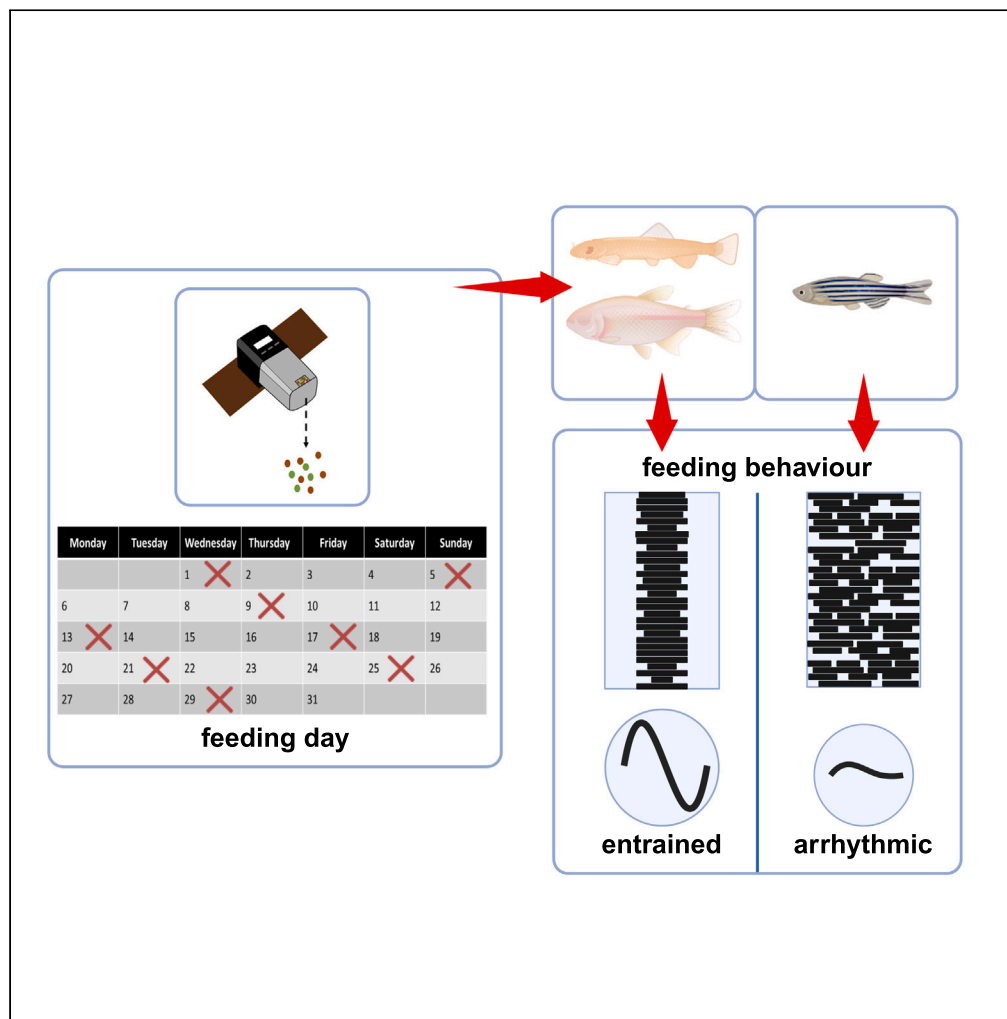 Monday Tuesday Wednesday Thursday Friday Saturday Sunday
1 2 3 4 5
6 7 8 9 10 11 12
13 14 15 16 17 18 19
20 21 22 23 24 25 26
27 28 29 30 31
feeding day
feeding behaviour
entrained arrhythmic